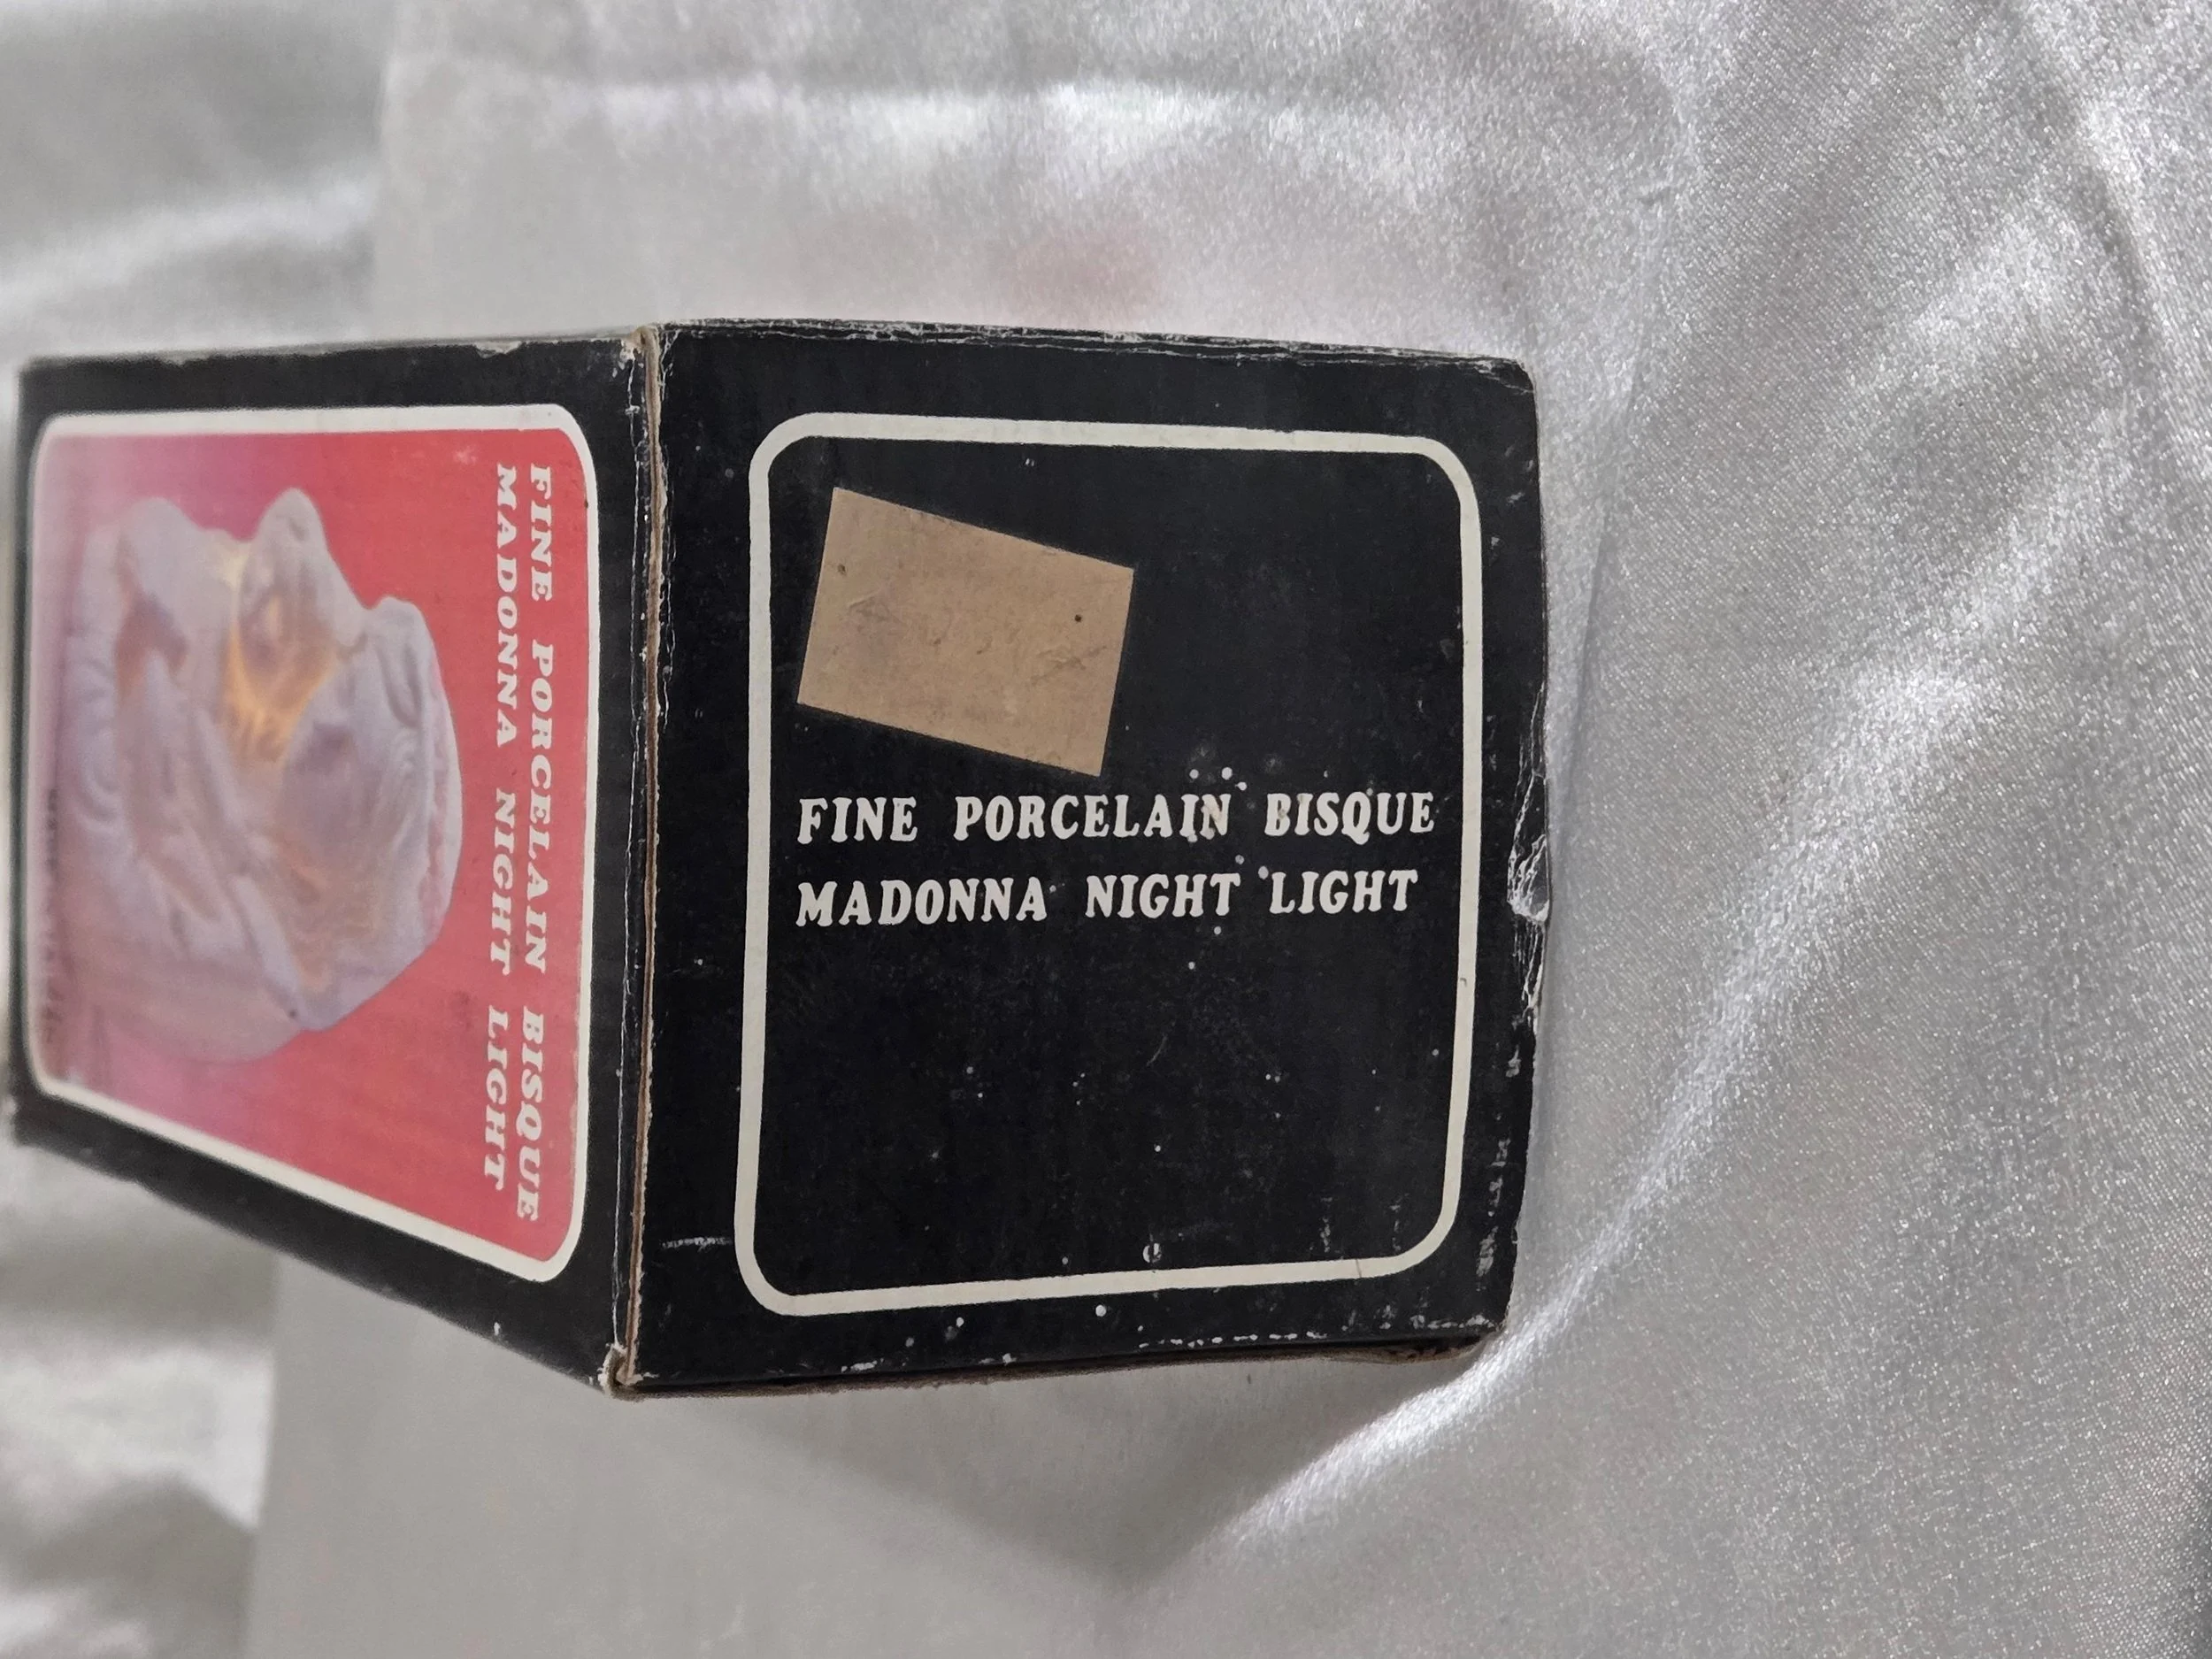 FINE PORCELAIN BISQUE
MADONNA NIGHT LIGHT
FINE PORCELAIN BISQUE
MADONNA NIGHT LIGHT